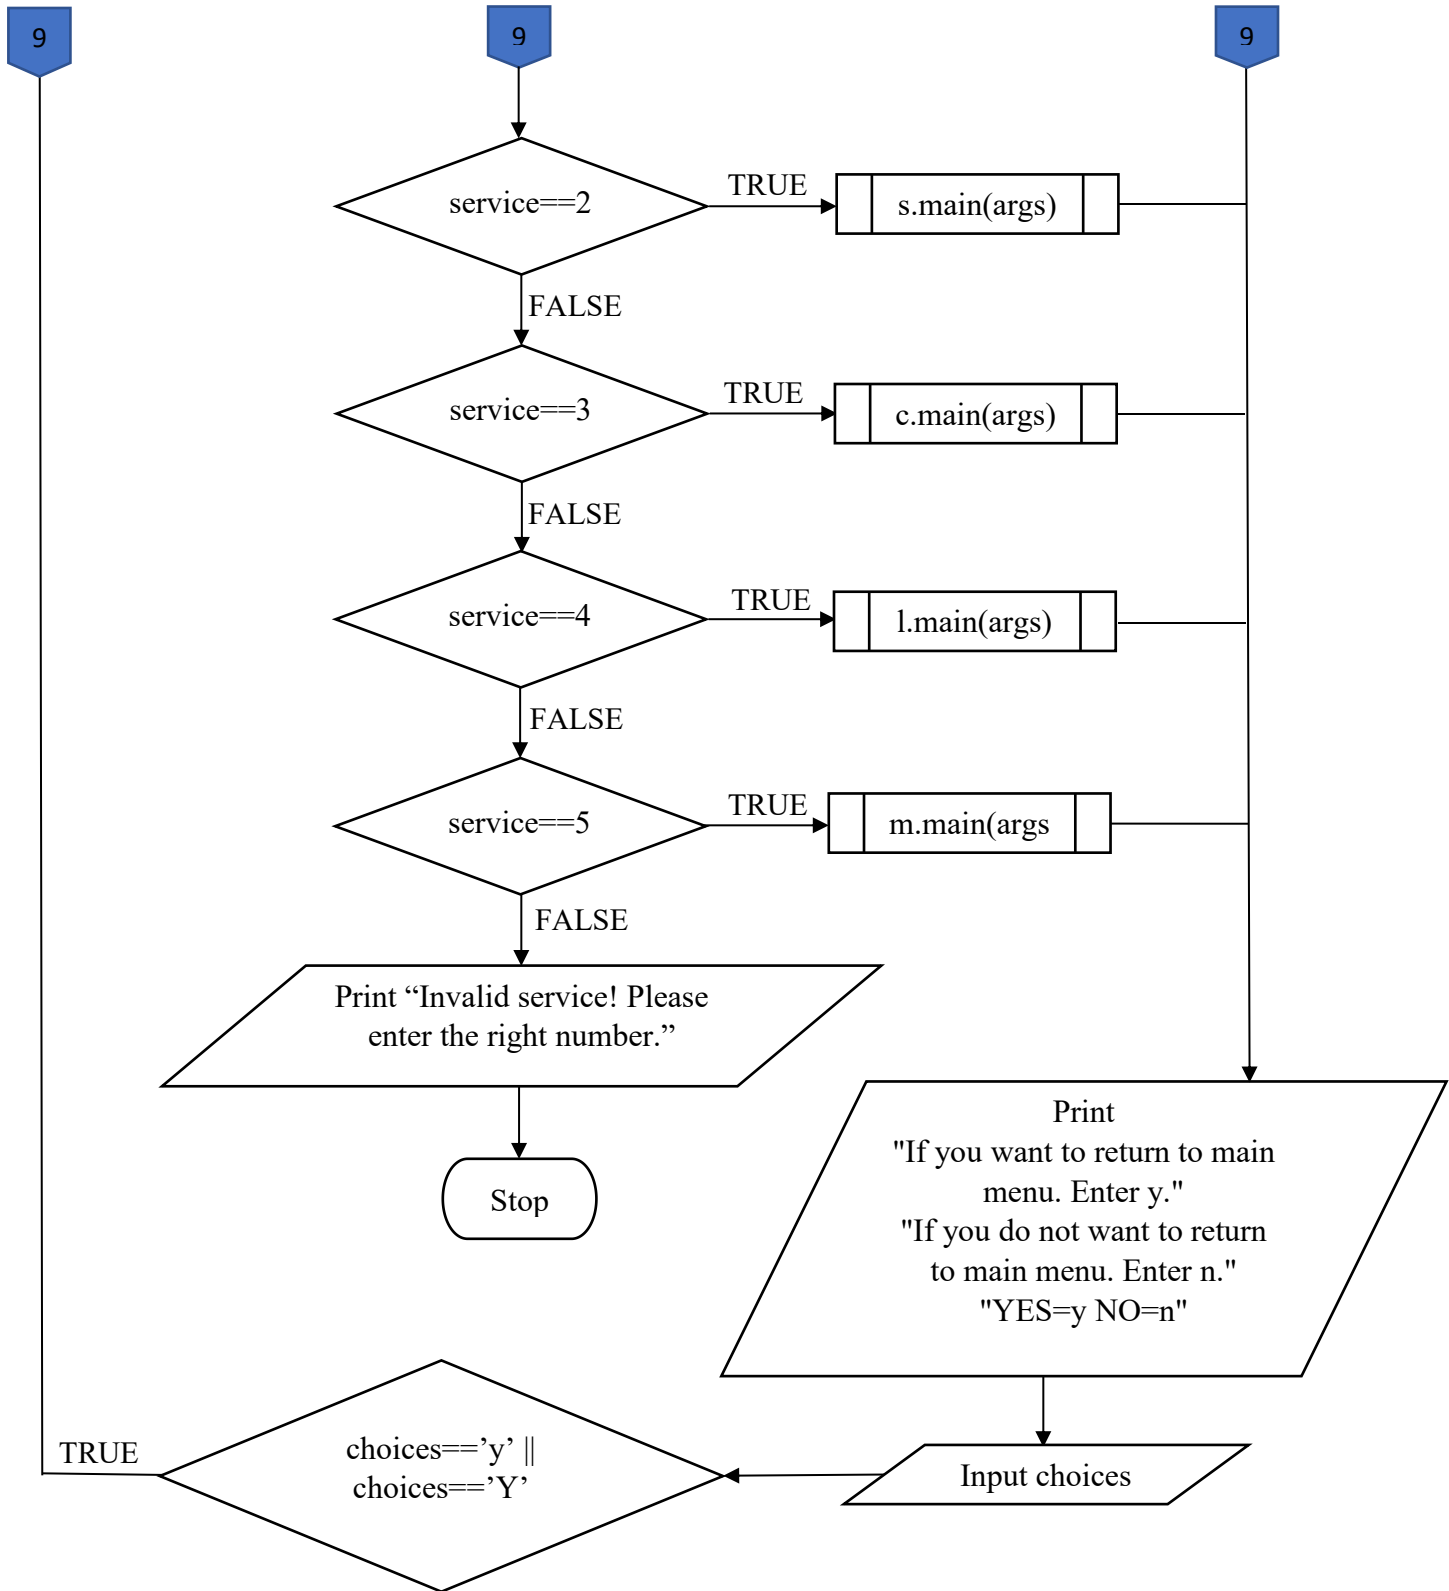 9
9
9
service==2
TRUE
s.main(args)
FALSE
service==3
TRUE
c.main(args)
FALSE
service==4
TRUE
l.main(args)
FALSE
service==5
TRUE
m.main(args
FALSE
Print “Invalid service! Please
enter the right number.”
Stop
Print
"If you want to return to main
menu. Enter y."
"If you do not want to return
to main menu. Enter n."
"YES=y NO=n"
Input choices
choices==’y’ ||
choices==’Y’
TRUE